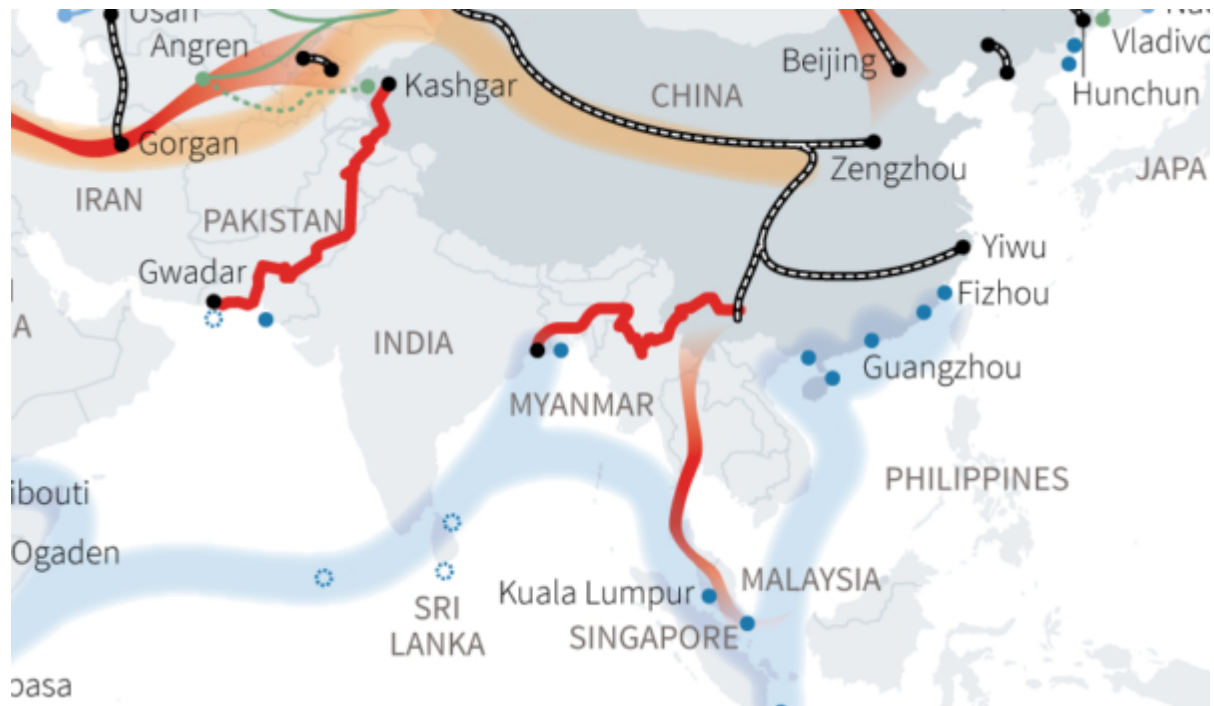 Angren
Vladivo
Beijing
Kashgar
CHINA
Hunchun
Gorgan
Zengzhou
JAPA
IRAN
PAKISTAN
Yiwu
Gwadar
Fizhou
A
INDIA
Guangzhou
MYANMAR
PHILIPPINES
ibouti
Ogaden
MALAYSIA
Kuala Lumpur
SRI
LANKA
SINGAPORE
basa